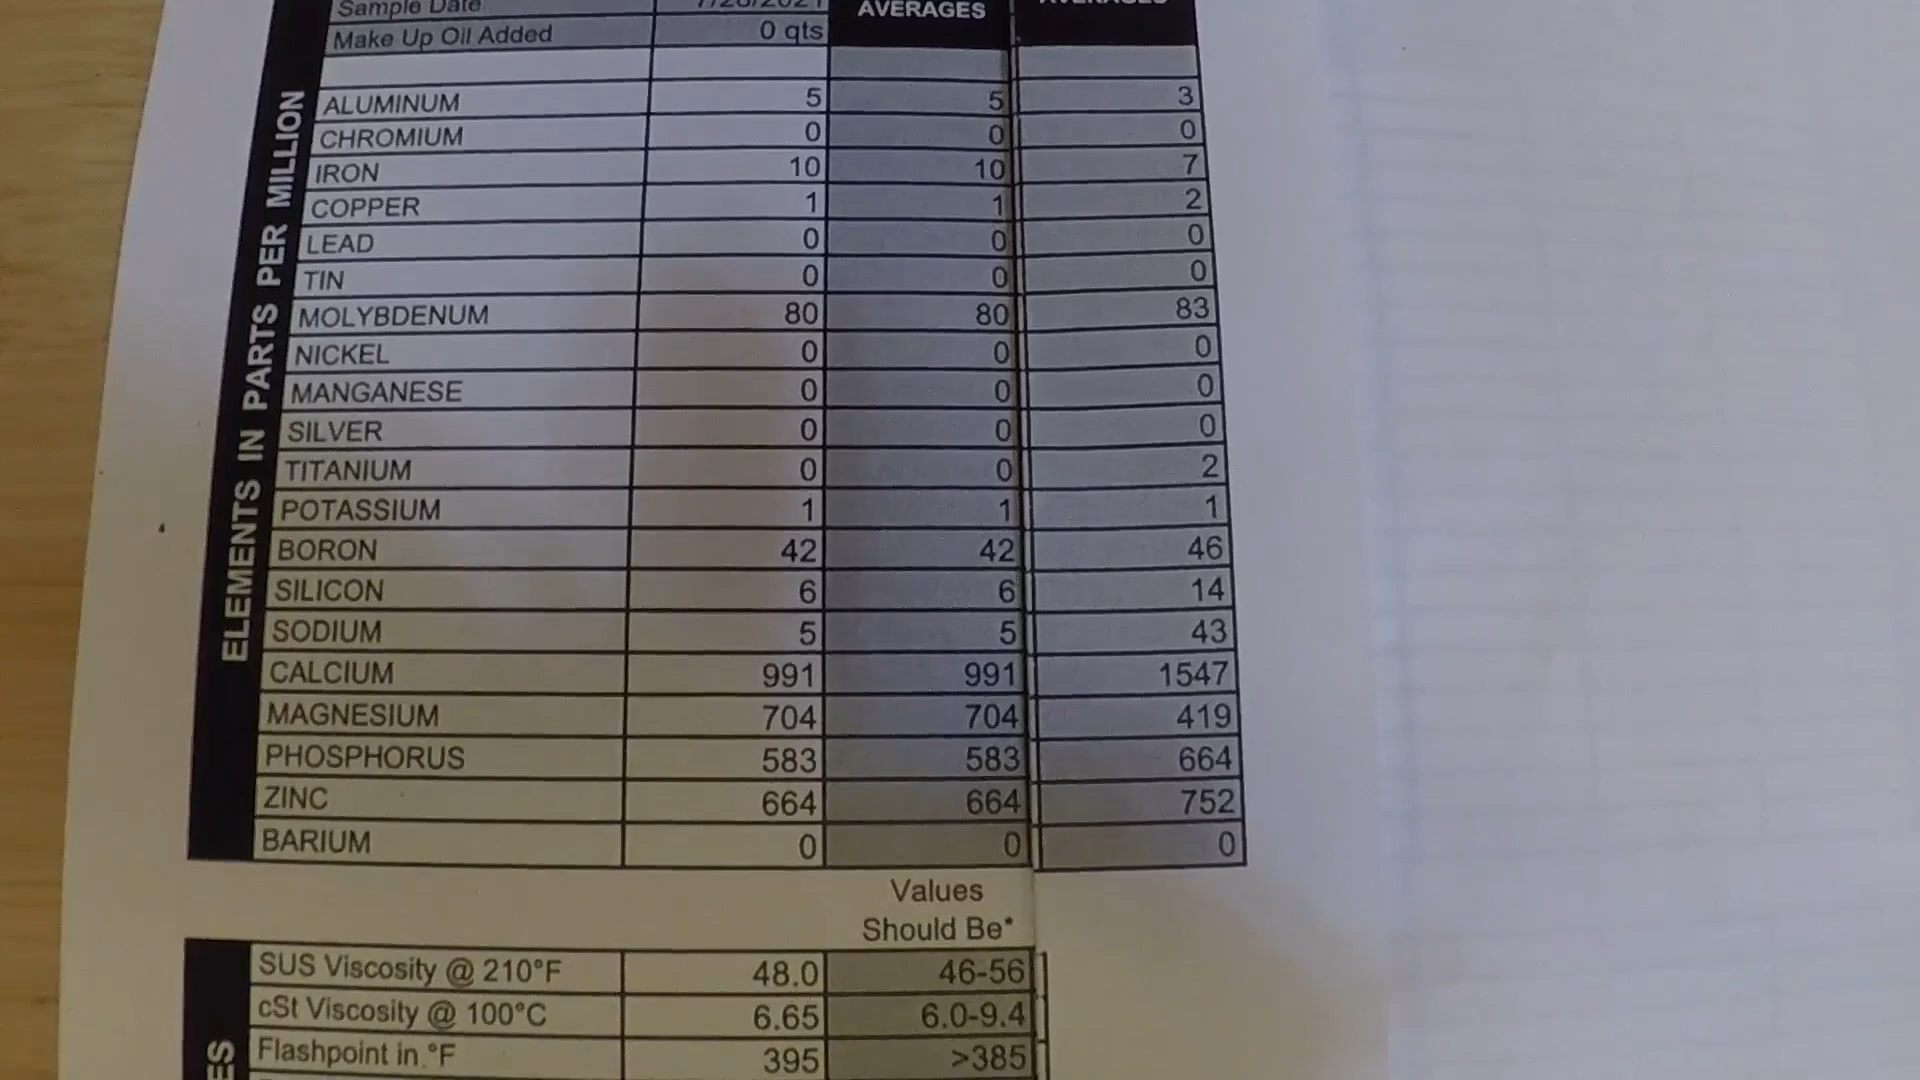 Sample Date 7/28/2021 AVERAGES AVERAGES
Make Up Oil Added 0 qts
ELEMENTS IN PARTS PER MILLION
ALUMINUM 5 5 3
CHROMIUM 0 0 0
IRON 10 10 7
COPPER 1 1 2
LEAD 0 0 0
TIN 0 0 0
MOLYBDENUM 80 80 83
NICKEL 0 0 0
MANGANESE 0 0 0
SILVER 0 0 0
TITANIUM 0 0 2
POTASSIUM 1 1 1
BORON 42 42 46
SILICON 6 6 14
SODIUM 5 5 43
CALCIUM 991 991 1547
MAGNESIUM 704 704 419
PHOSPHORUS 583 583 664
ZINC 664 664 752
BARIUM 0 0 0
Values
Should Be*
SUS Viscosity @ 210°F 48.0 46-56
cSt Viscosity @ 100°C 6.65 6.0-9.4
Flashpoint in °F 395 >385